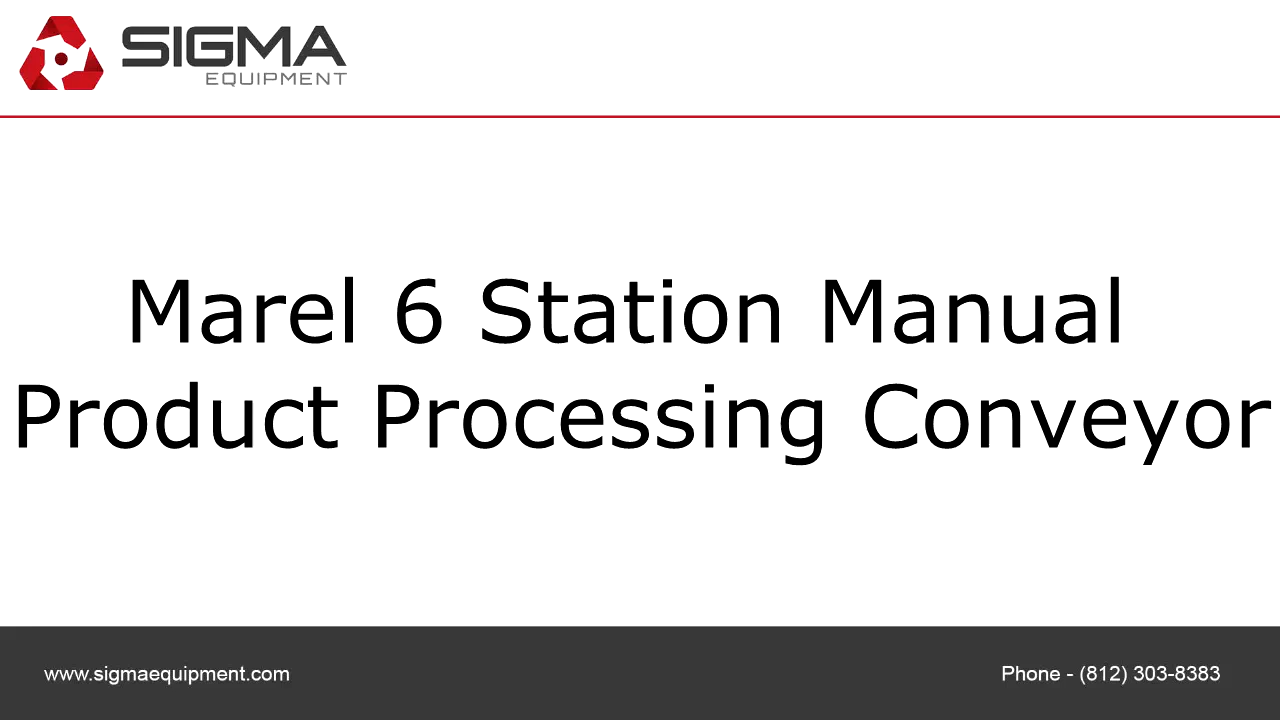 SIGMA
EQUIPMENT
Marel 6 Station Manual
Product Processing Conveyor
www.sigmaequipment.com
Phone - (812) 303-8383